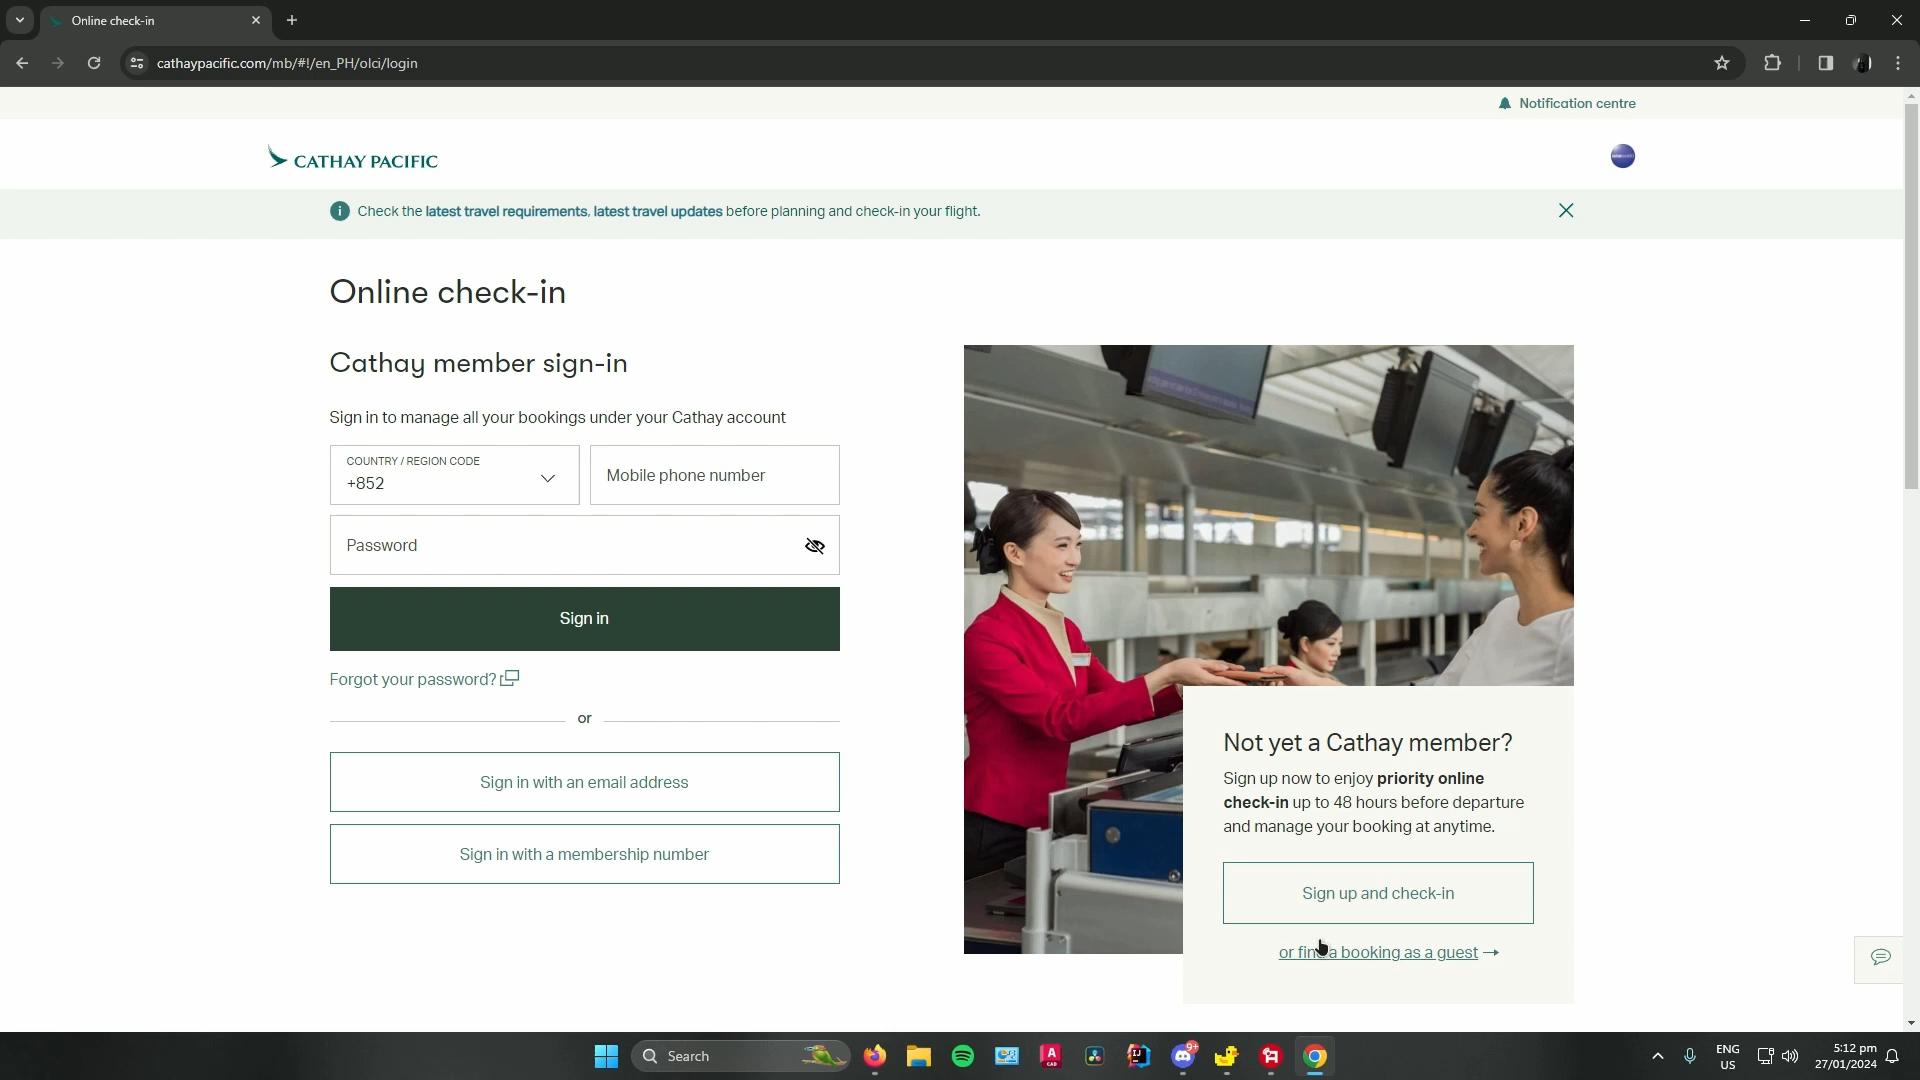 Online check-in
cathaypacific.com/mb/#!/en_PH/olci/login
Notification centre
CATHAY PACIFIC
Check the latest travel requirements, latest travel updates before planning and check-in your flight.
Online check-in
Cathay member sign-in
Sign in to manage all your bookings under your Cathay account
COUNTRY / REGION CODE
+852
Mobile phone number
Password
Sign in
Forgot your password?
or
Sign in with an email address
Sign in with a membership number
Not yet a Cathay member?
Sign up now to enjoy priority online
check-in up to 48 hours before departure
and manage your booking at anytime.
Sign up and check-in
or find a booking as a guest →
Search
9+
ENG
US
5:12 pm
27/01/2024